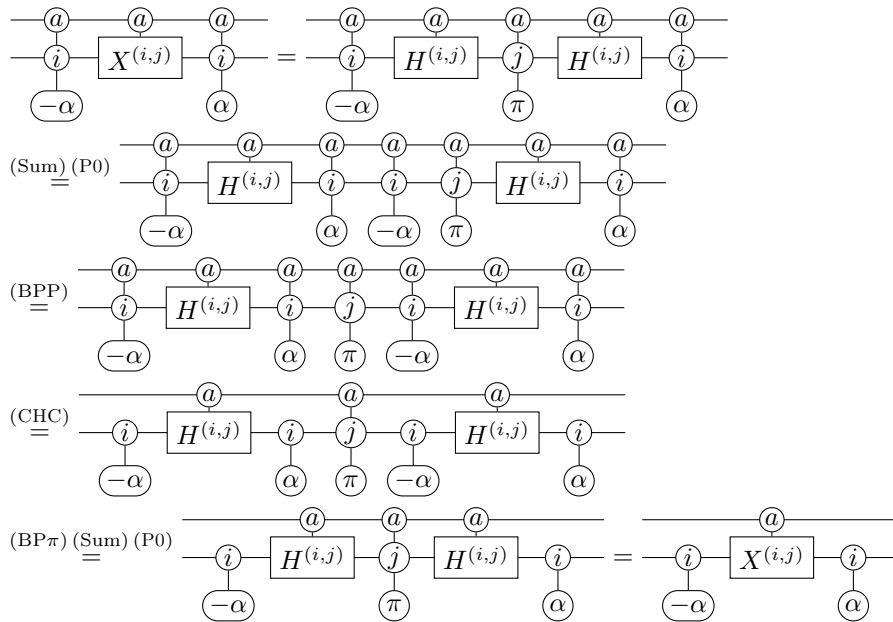 a a a a a a a a
i X^{(i,j)} i = i H^{(i,j)} j H^{(i,j)} i
−α α −α π α
a a a a a a a
(Sum) (P0) = i H^{(i,j)} i i j H^{(i,j)} i
−α α −α π α
a a a a a a a
(BPP) = i H^{(i,j)} i j i H^{(i,j)} i
−α α π −α α
a a a
(CHC) = i H^{(i,j)} i j i H^{(i,j)} i
−α α π −α α
a a a a
(BPπ) (Sum) (P0) = i H^{(i,j)} j H^{(i,j)} i = i X^{(i,j)} i
−α π α −α α